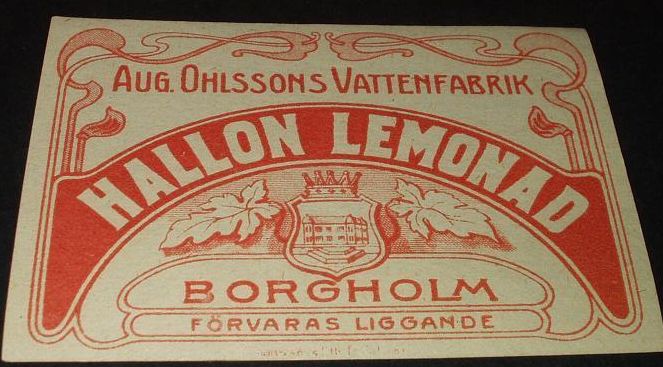 AUG. OHLSSONS VATTENFABRIK
HALLON LEMONAD
BORGHOLM
FÖRVARAS LIGGANDE